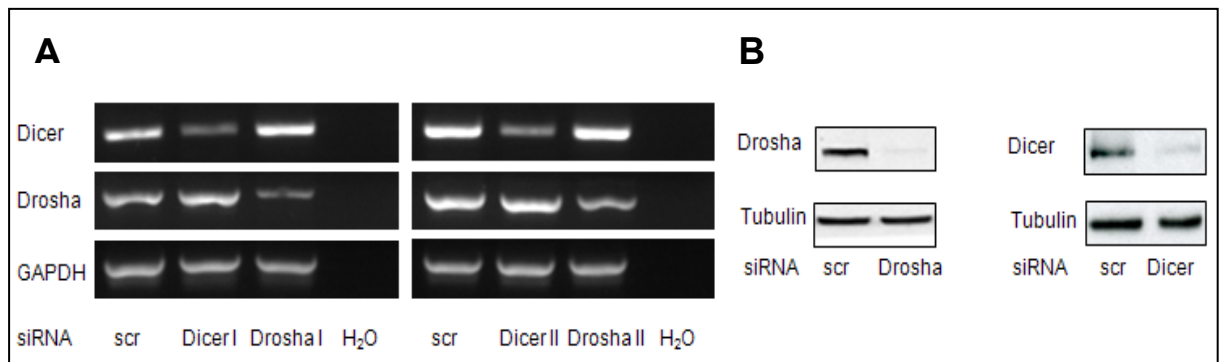 A
Dicer
Drosha
GAPDH
siRNA scr Dicer I Drosha I H₂O scr Dicer II Drosha II H₂O
B
Drosha
Tubulin
siRNA scr Drosha
Dicer
Tubulin
siRNA scr Dicer